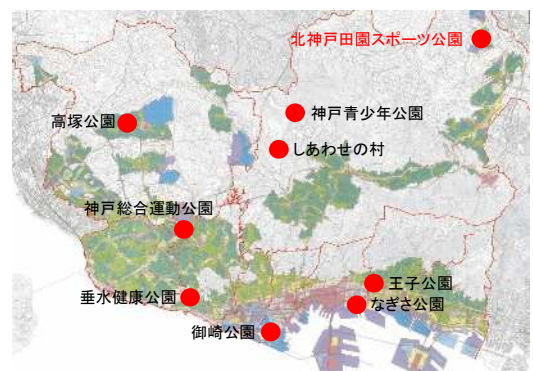 北神戸田園スポーツ公園
神戸青少年公園
高塚公園
しあわせの村
神戸総合運動公園
王子公園
垂水健康公園
なぎさ公園
御崎公園